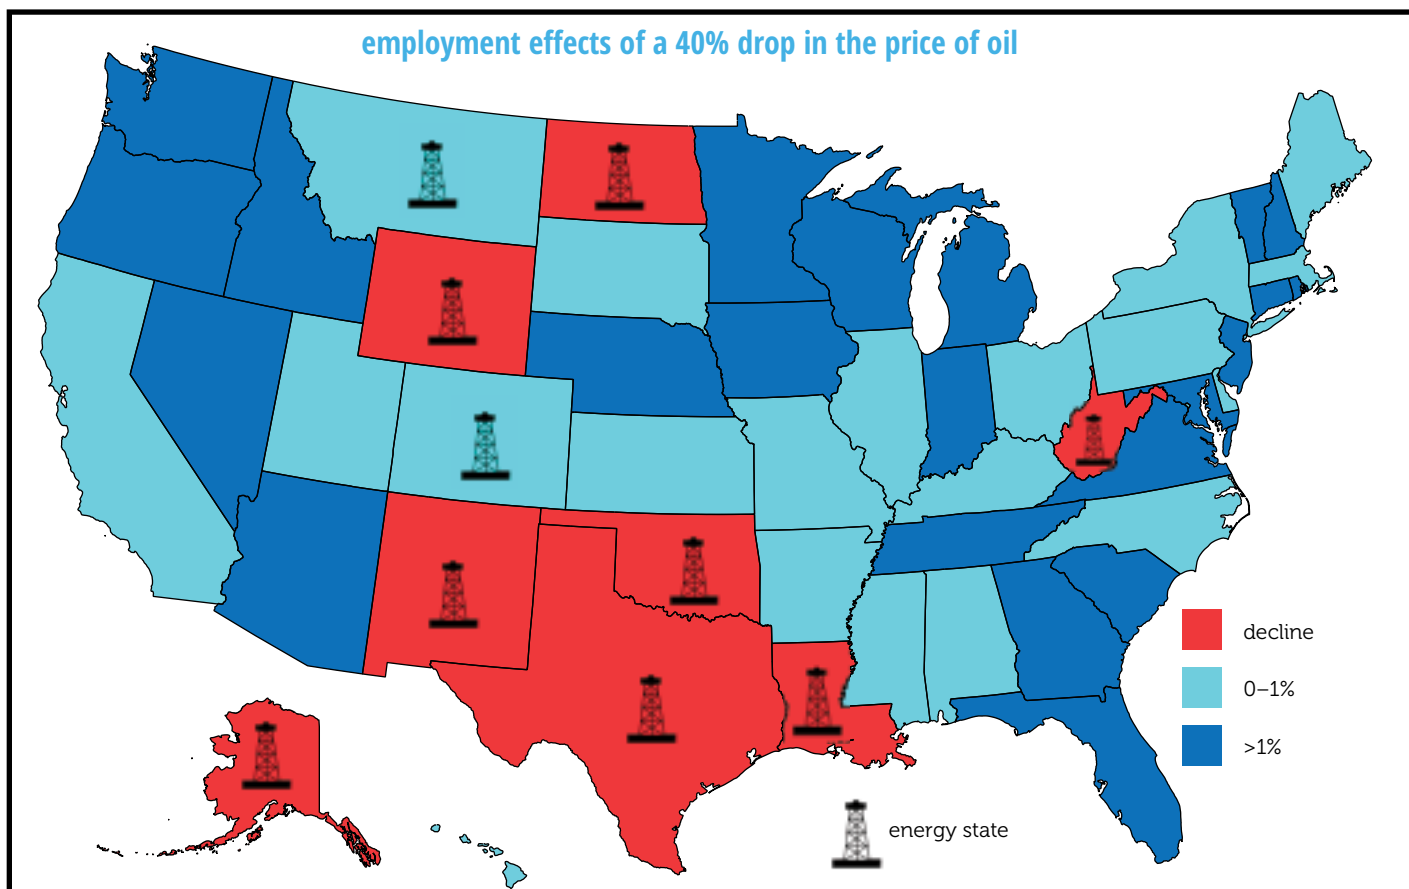 employment effects of a 40% drop in the price of oil
decline
0–1%
>1%
energy state